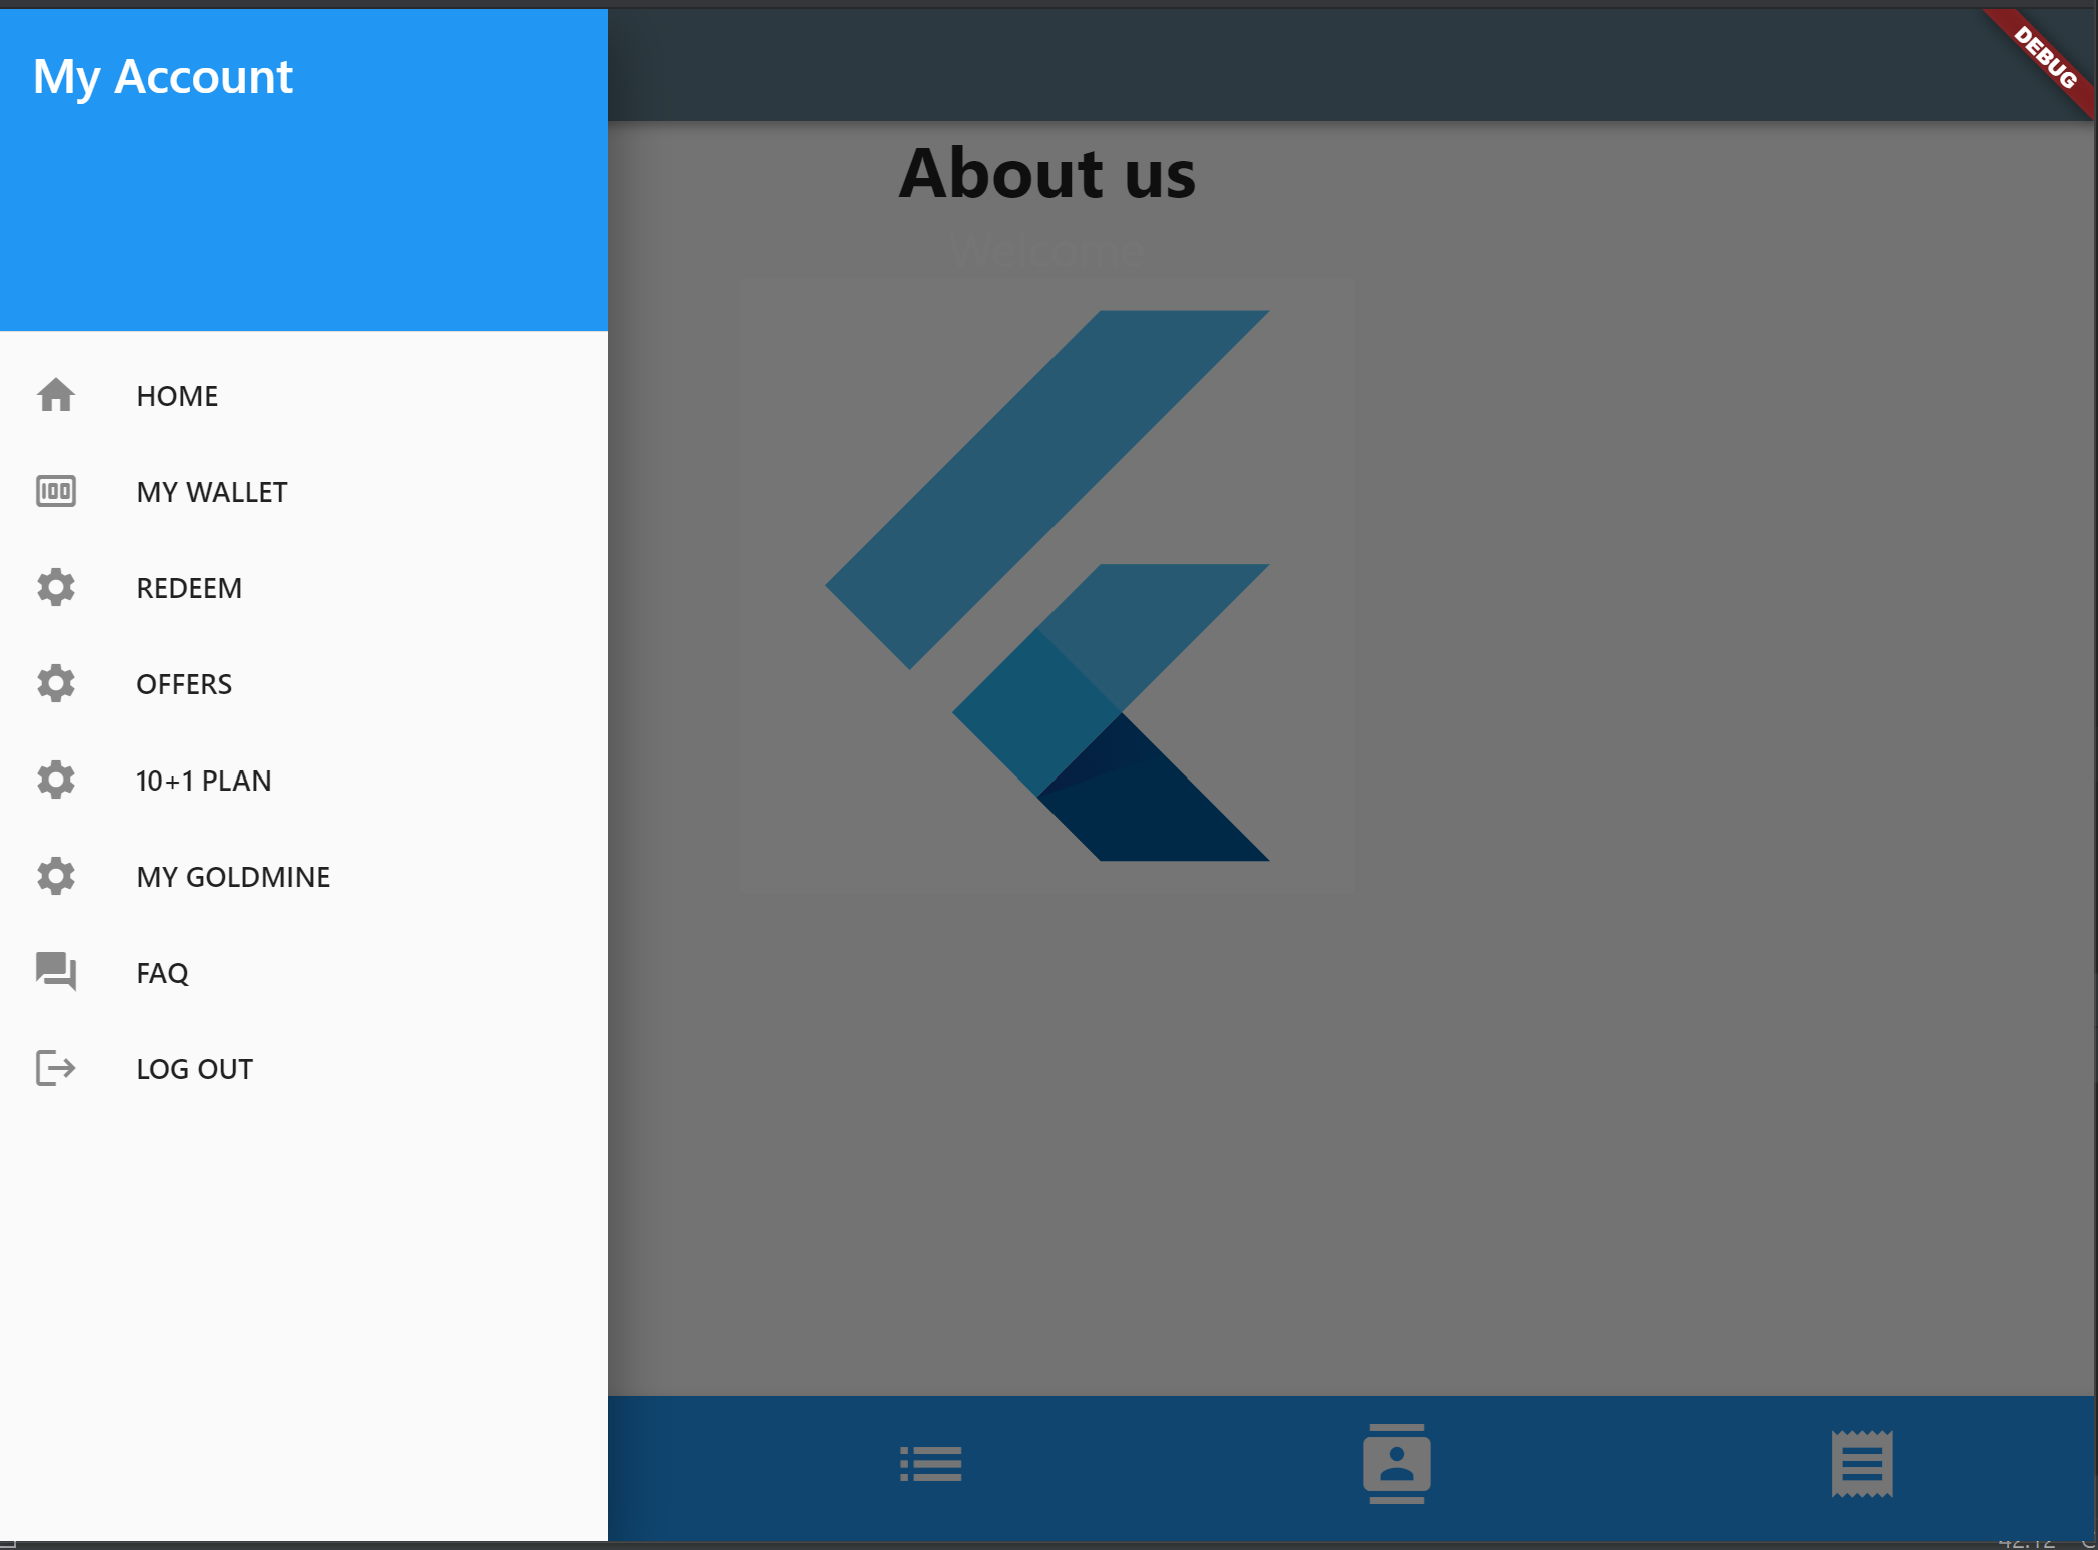 My Account
HOME
MY WALLET
REDEEM
OFFERS
10+1 PLAN
MY GOLDMINE
FAQ
LOG OUT
DEBUG
About us
Welcome